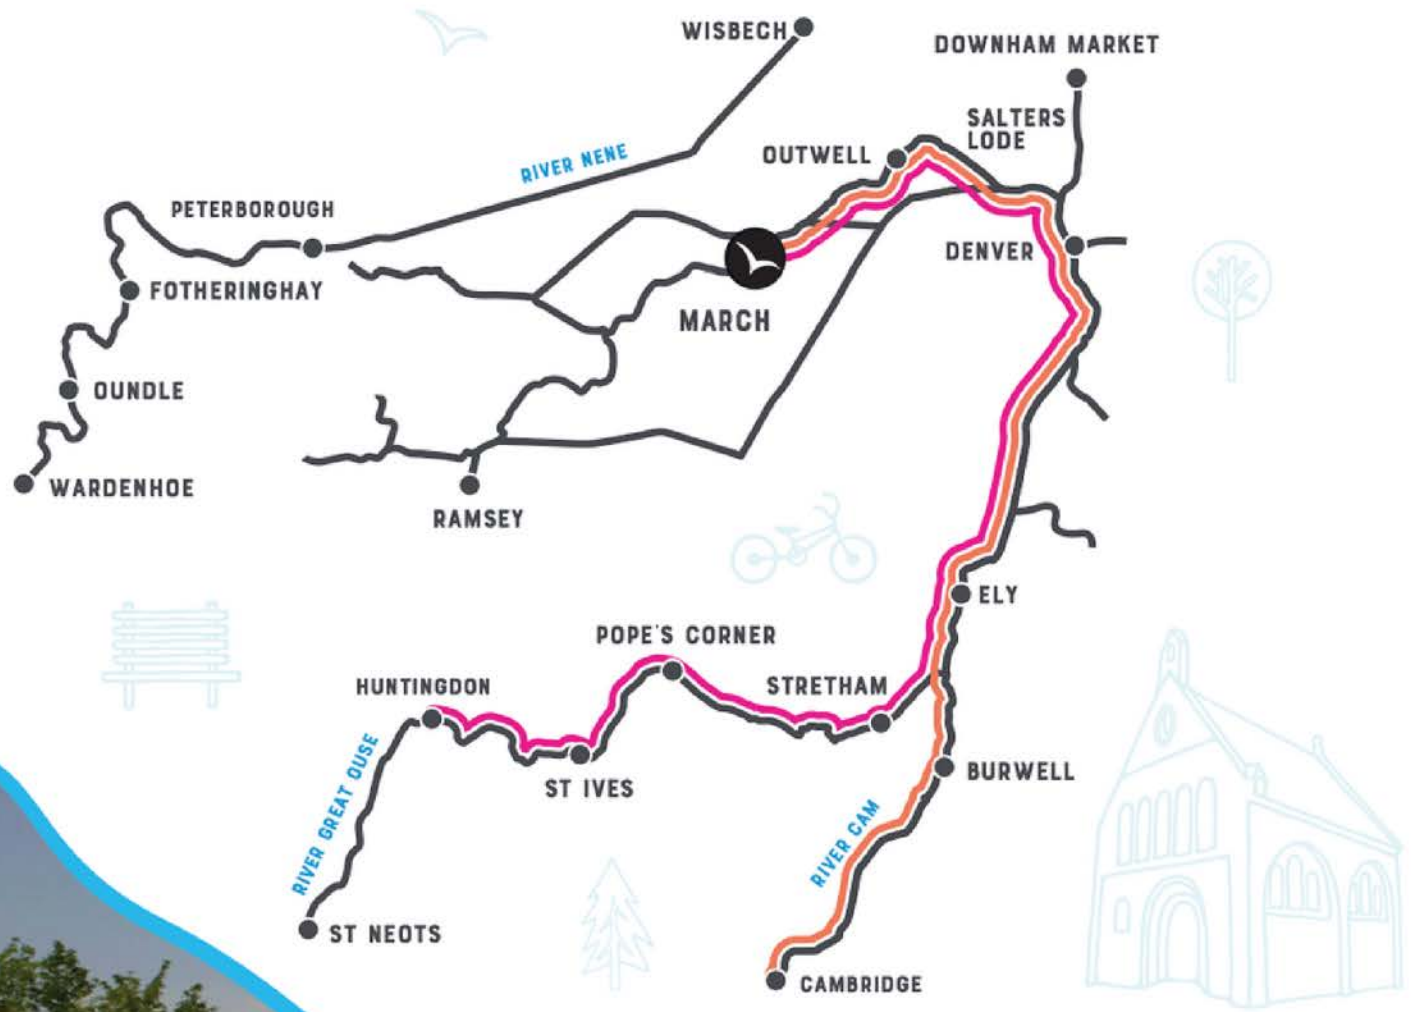 WISBECH
DOWNHAM MARKET
SALTERS
LODE
OUTWELL
RIVER NENE
PETERBOROUGH
DENVER
FOTHERINGHAY
MARCH
OUNDLE
WARDENHOE
RAMSEY
ELY
POPE'S CORNER
STRETHAM
HUNTINGDON
BURWELL
ST IVES
RIVER GREAT OUSE
RIVER CAM
ST NEOTS
CAMBRIDGE